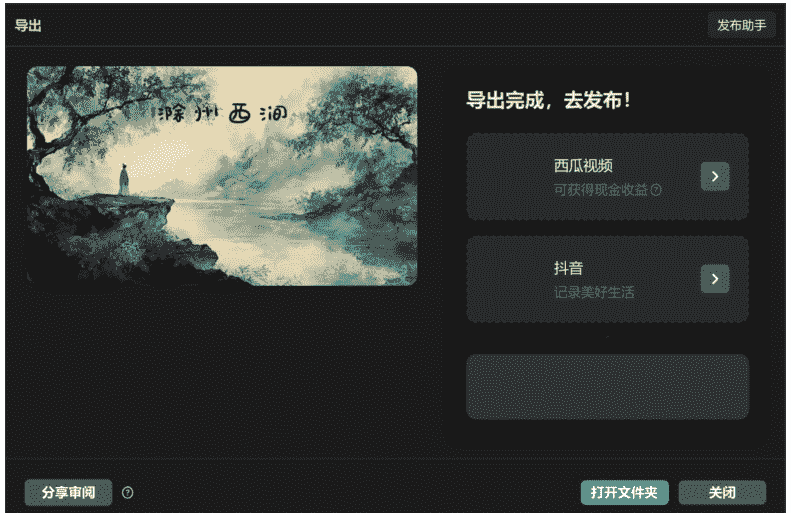 导出
发布助手
滁州西涧
导出完成，去发布！
西瓜视频
可获得现金收益
抖音
记录美好生活
分享审阅
打开文件夹
关闭